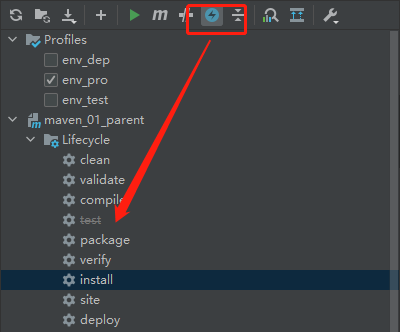 m
Profiles
env_dep
env_pro
env_test
maven_01_parent
Lifecycle
clean
validate
compile
test
package
verify
install
site
deploy